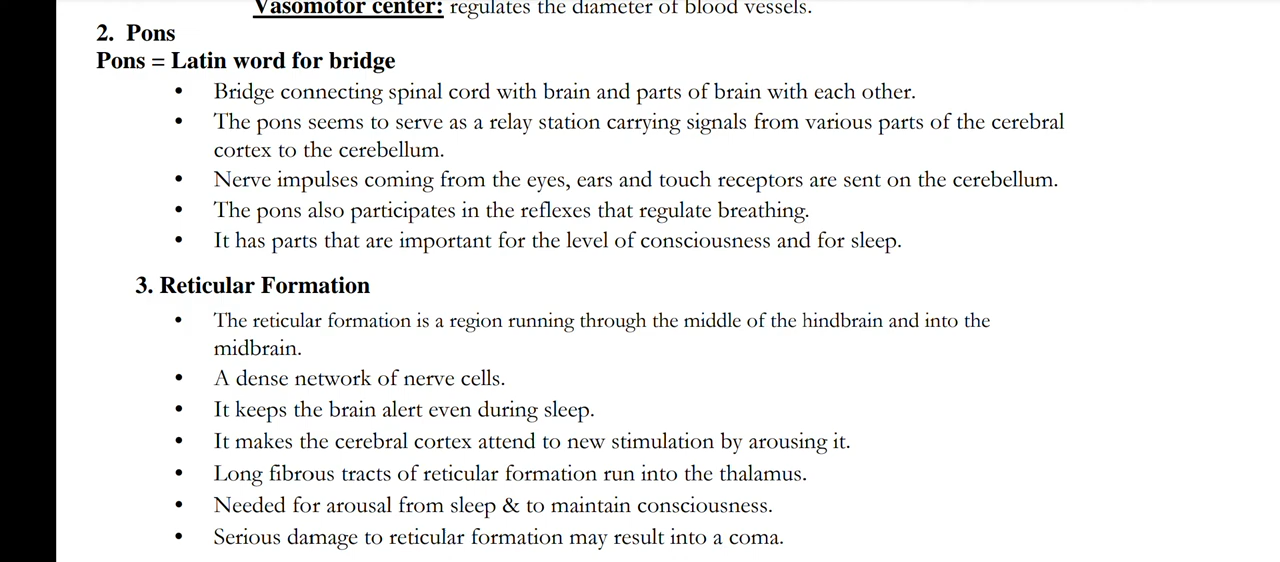 Vasomotor center: regulates the diameter of blood vessels.
2. Pons
Pons = Latin word for bridge
• Bridge connecting spinal cord with brain and parts of brain with each other.
• The pons seems to serve as a relay station carrying signals from various parts of the cerebral
cortex to the cerebellum.
• Nerve impulses coming from the eyes, ears and touch receptors are sent on the cerebellum.
• The pons also participates in the reflexes that regulate breathing.
• It has parts that are important for the level of consciousness and for sleep.
3. Reticular Formation
• The reticular formation is a region running through the middle of the hindbrain and into the
midbrain.
• A dense network of nerve cells.
• It keeps the brain alert even during sleep.
• It makes the cerebral cortex attend to new stimulation by arousing it.
• Long fibrous tracts of reticular formation run into the thalamus.
• Needed for arousal from sleep & to maintain consciousness.
• Serious damage to reticular formation may result into a coma.